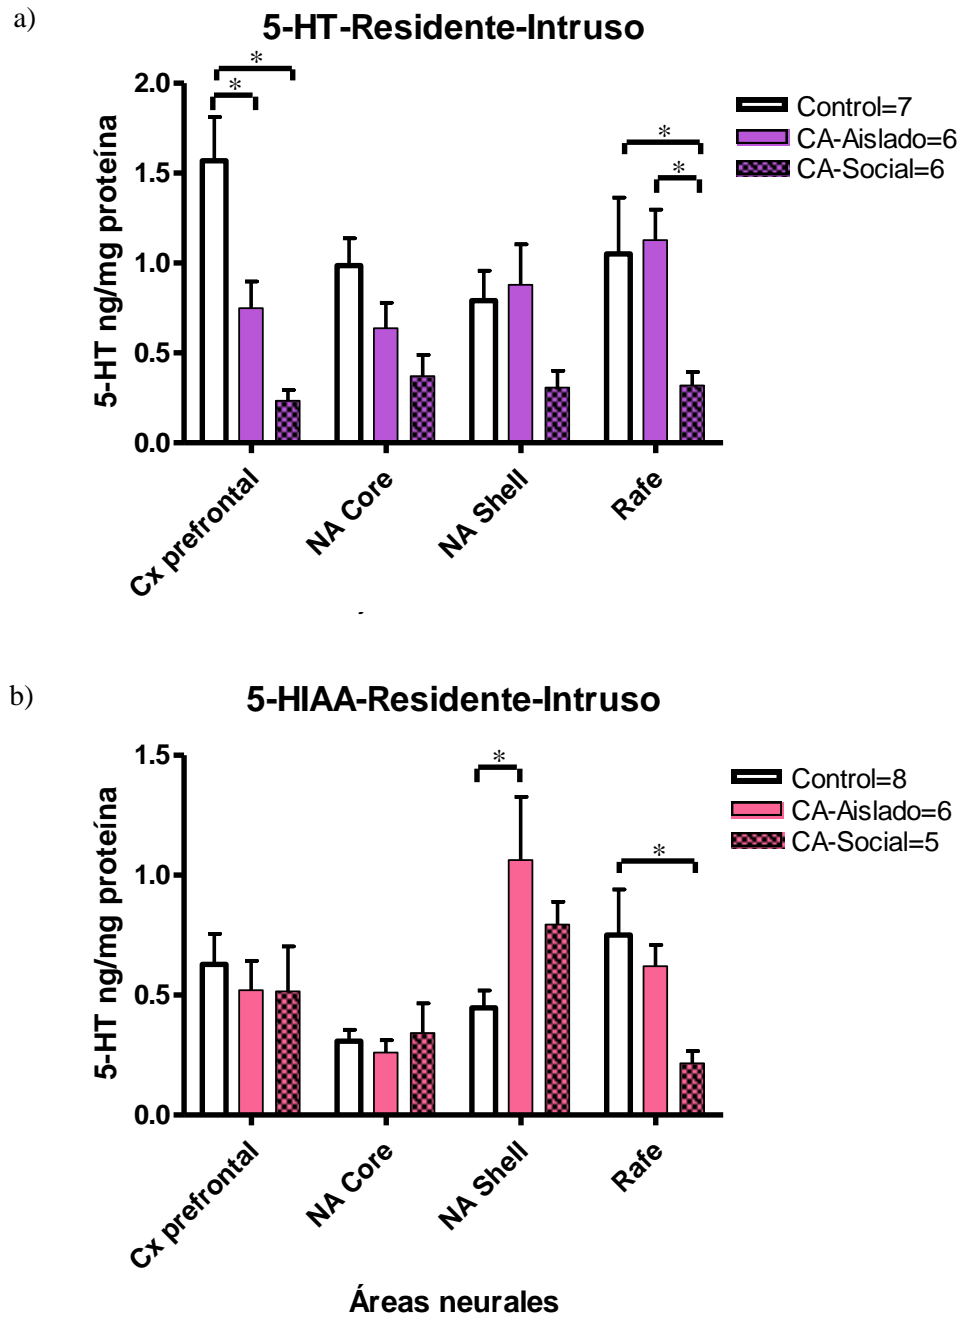 a)
5-HT-Residente-Intruso
5-HT ng/mg proteína
2.0
1.5
1.0
0.5
0.0
*
*
*
*
Control=7
CA-Aislado=6
CA-Social=6
Cx prefrontal
NA Core
NA Shell
Rafe
b)
5-HIAA-Residente-Intruso
5-HT ng/mg proteína
1.5
1.0
0.5
0.0
*
*
Control=8
CA-Aislado=6
CA-Social=5
Cx prefrontal
NA Core
NA Shell
Rafe
Áreas neurales